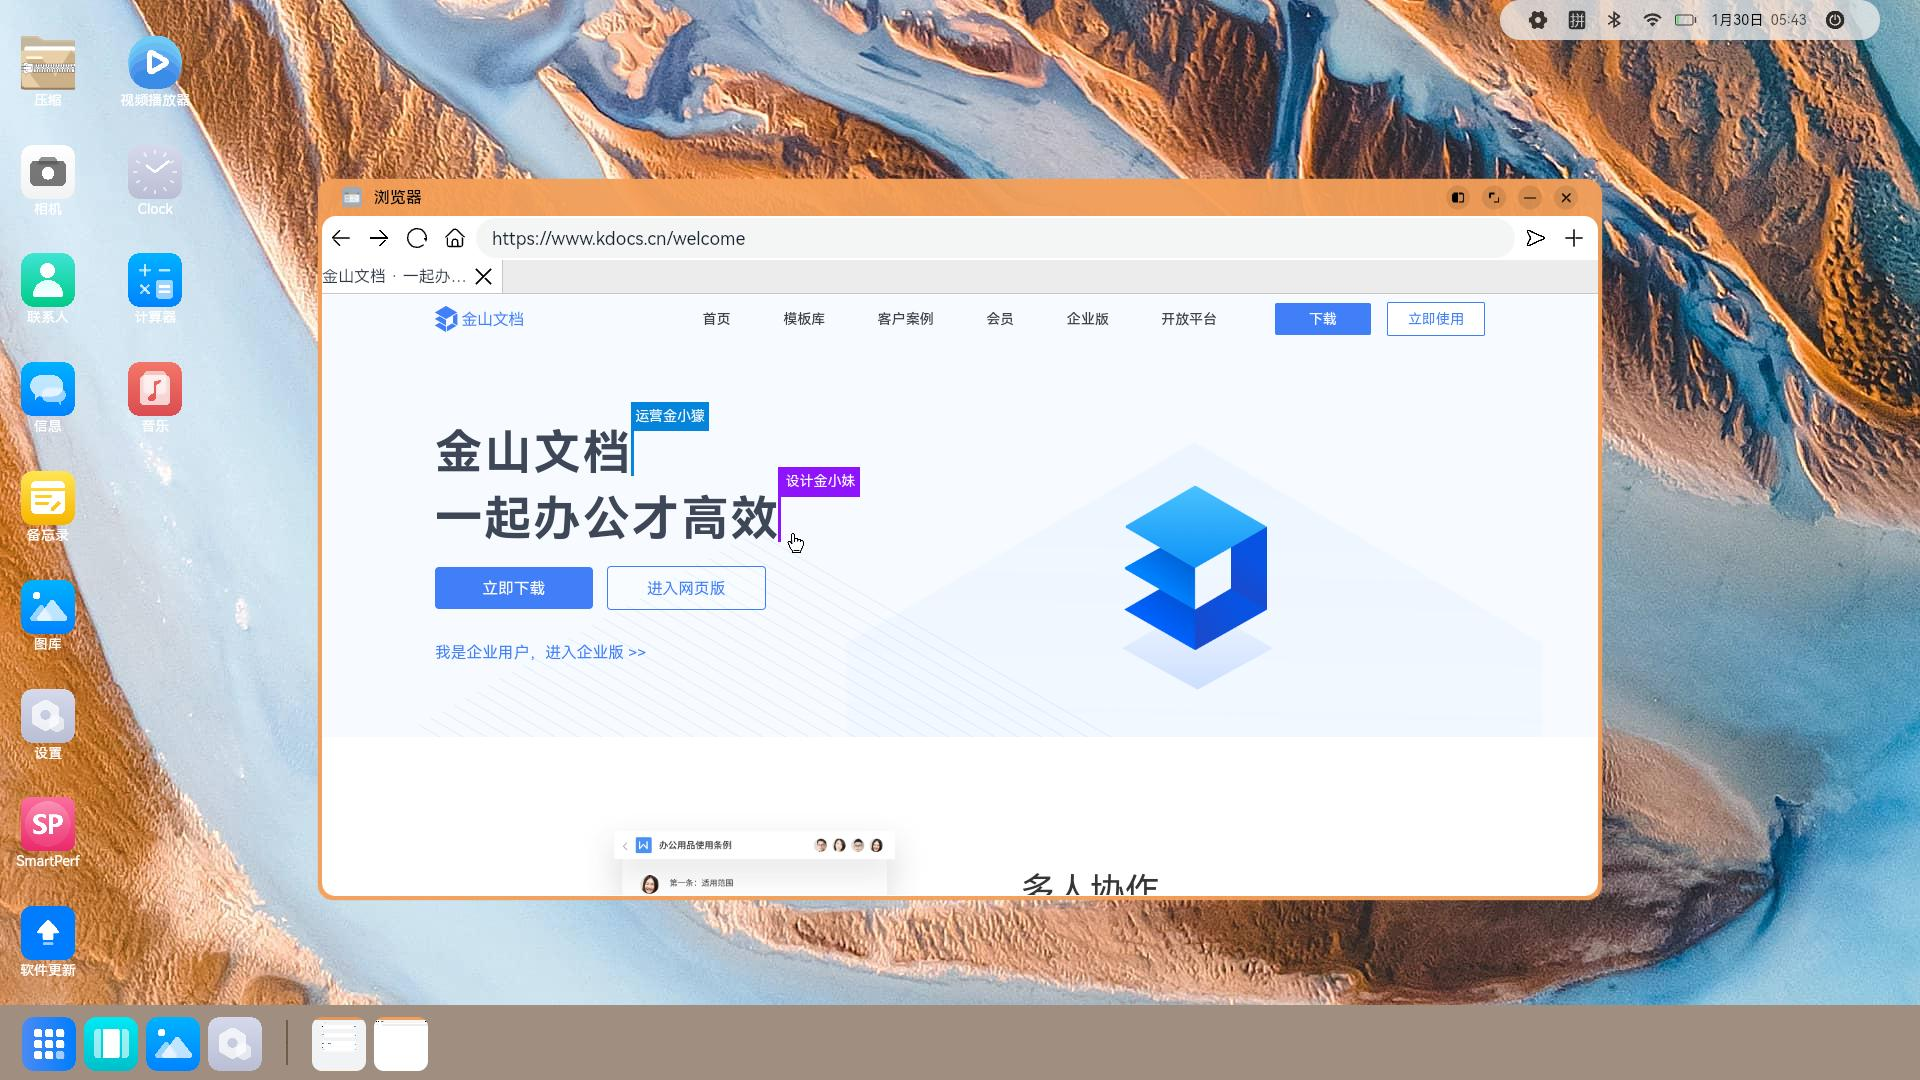 1月30日 05:43
压缩
视频播放器
相机
Clock
联系人
计算器
信息
音乐
备忘录
图库
设置
SP
SmartPerf
软件更新
浏览器
https://www.kdocs.cn/welcome
金山文档 · 一起办...
金山文档
首页
模板库
客户案例
会员
企业版
开放平台
下载
立即使用
运营金小獴
金山文档
设计金小妹
一起办公才高效
立即下载
进入网页版
我是企业用户，进入企业版 >>
办公用品使用条例
第一条：适用范围
多人协作
拼